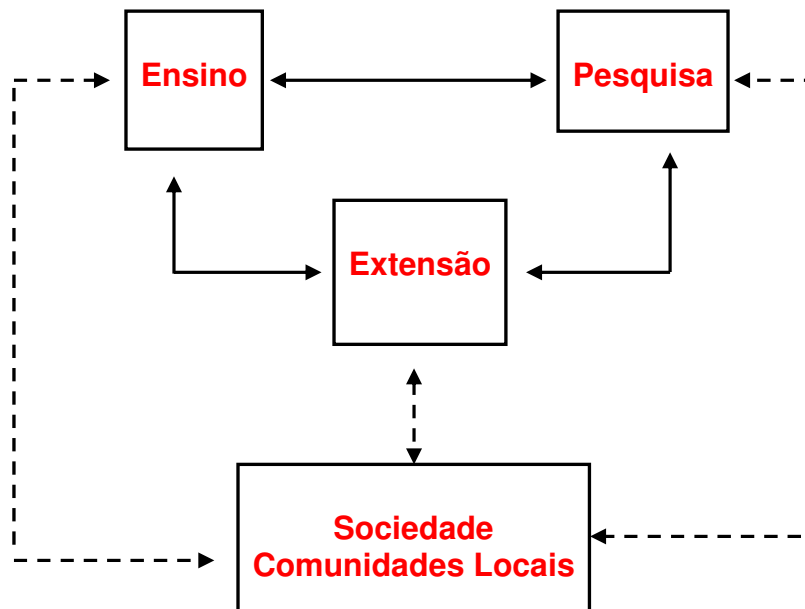 Ensino
Pesquisa
Extensão
Sociedade
Comunidades Locais